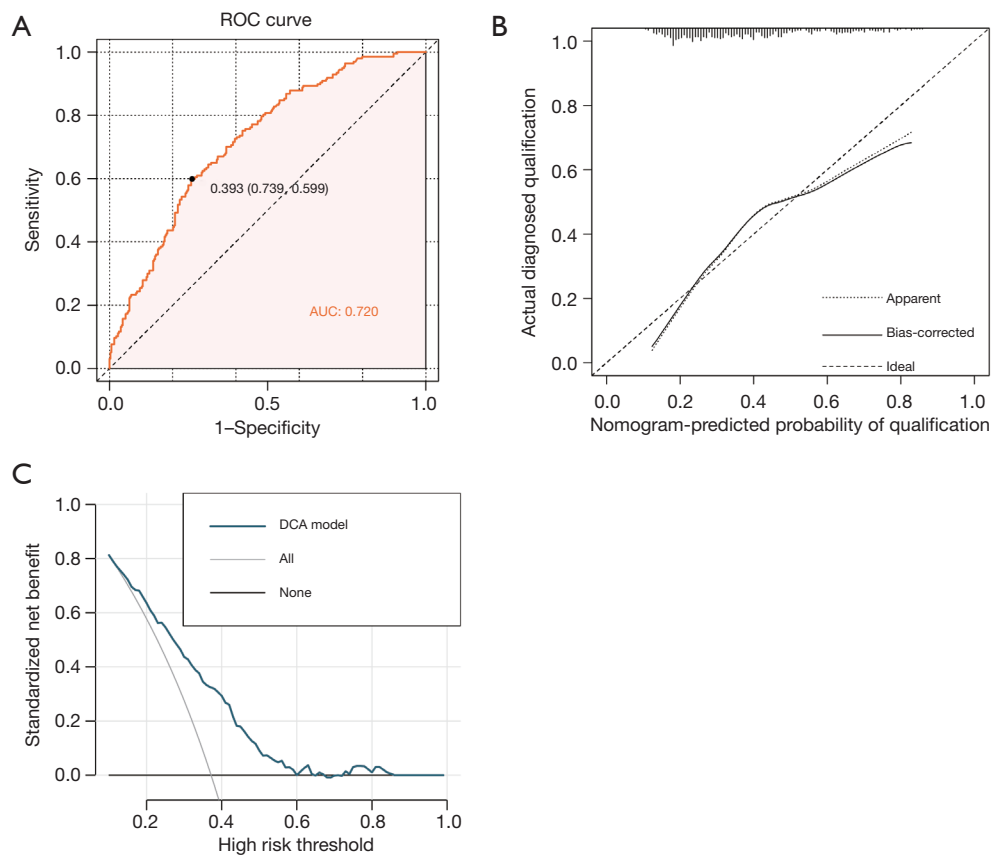 A
ROC curve
1.0
0.8
0.6
0.4
0.2
0.0
Sensitivity
0.393 (0.739, 0.599)
AUC: 0.720
0.0
0.5
1.0
1–Specificity
B
1.0
0.8
0.6
0.4
0.2
0.0
Actual diagnosed qualification
Apparent
Bias-corrected
Ideal
0.0
0.2
0.4
0.6
0.8
1.0
Nomogram-predicted probability of qualification
C
1.0
0.8
0.6
0.4
0.2
0.0
Standardized net benefit
DCA model
All
None
0.2
0.4
0.6
0.8
1.0
High risk threshold